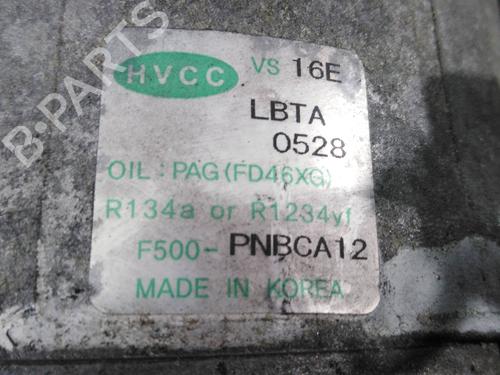 B-PARTS
HVCC VS 16E
LBTA
0528
OIL : PAG(FD46XG)
R134a or R1234yf
F500-PNBCA12
MADE IN KOREA